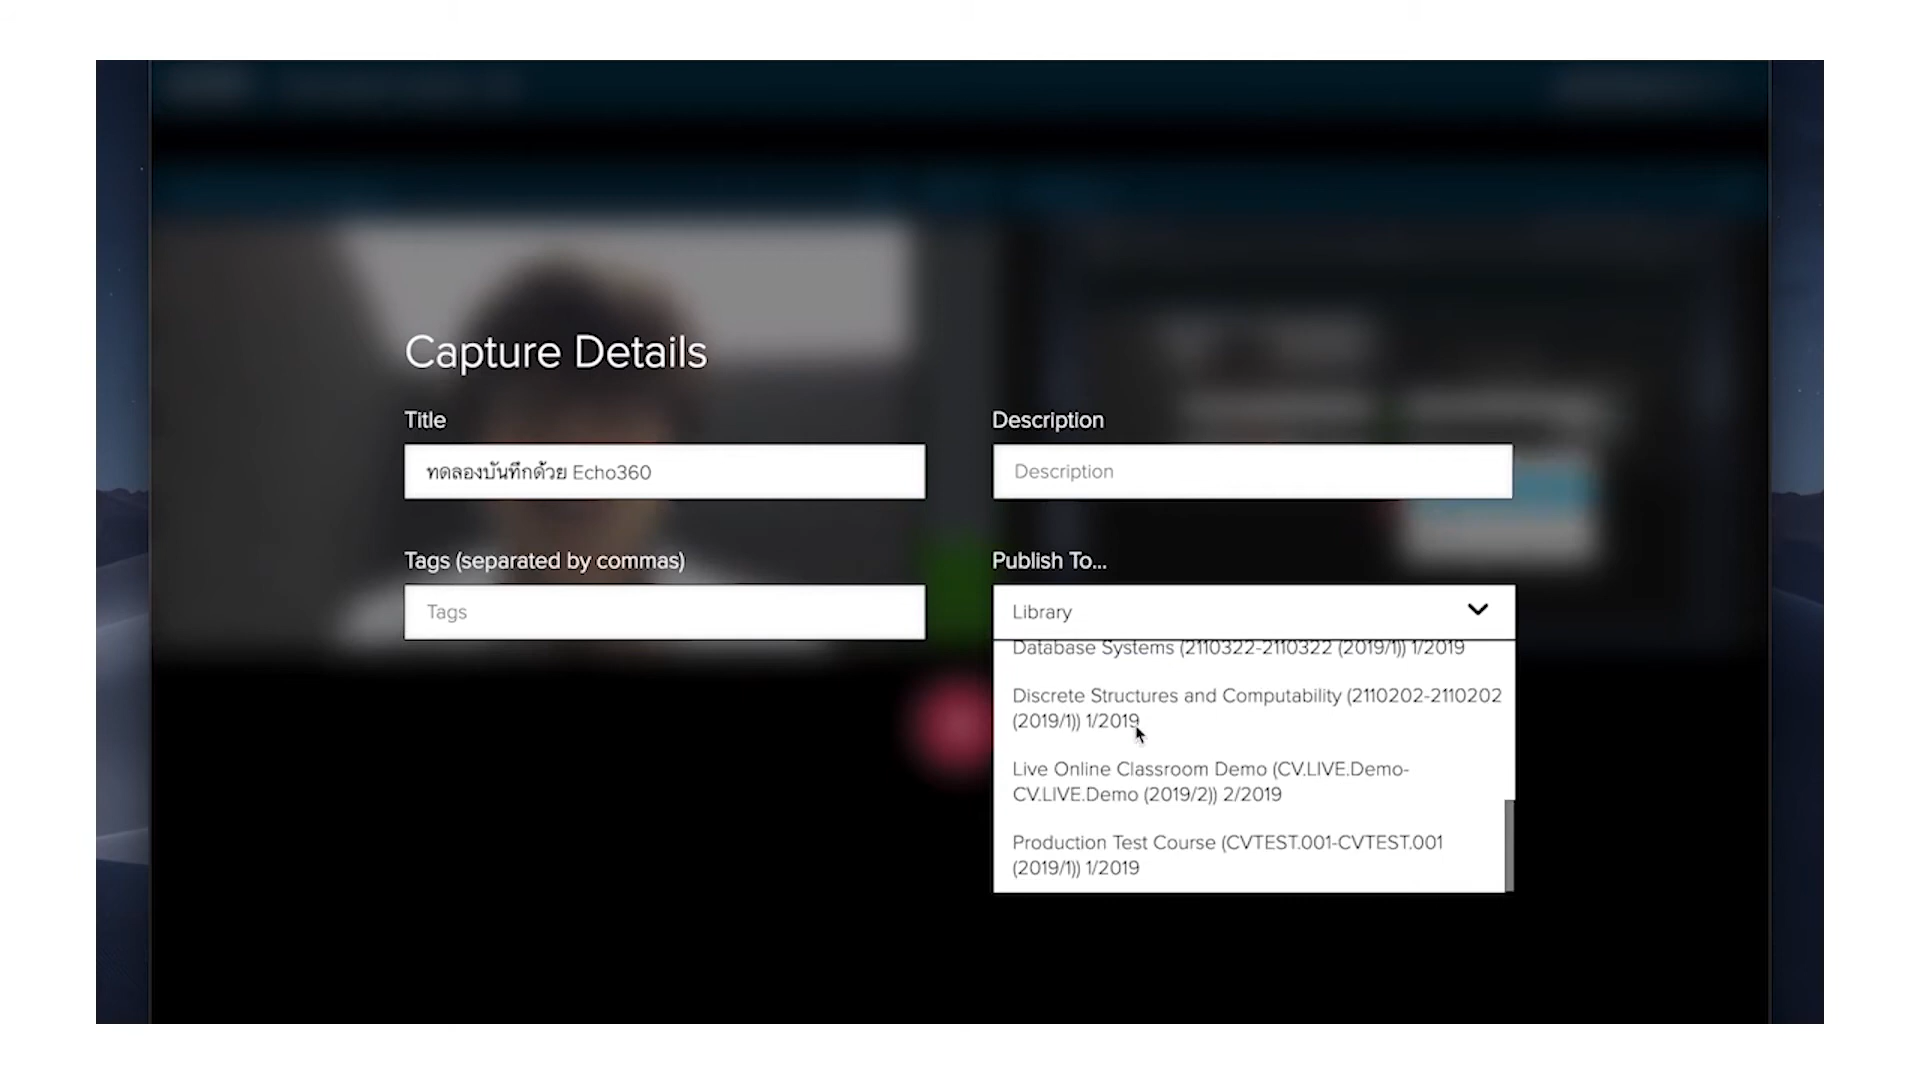 Capture Details
Title
Description
ทดลองบันทึกด้วย Echo360
Description
Tags (separated by commas)
Publish To...
Tags
Library
Database Systems (2110322-2110322 (2019/1)) 1/2019
Discrete Structures and Computability (2110202-2110202
(2019/1)) 1/2019
Live Online Classroom Demo (CV.LIVE.Demo-
CV.LIVE.Demo (2019/2)) 2/2019
Production Test Course (CVTEST.001-CVTEST.001
(2019/1)) 1/2019